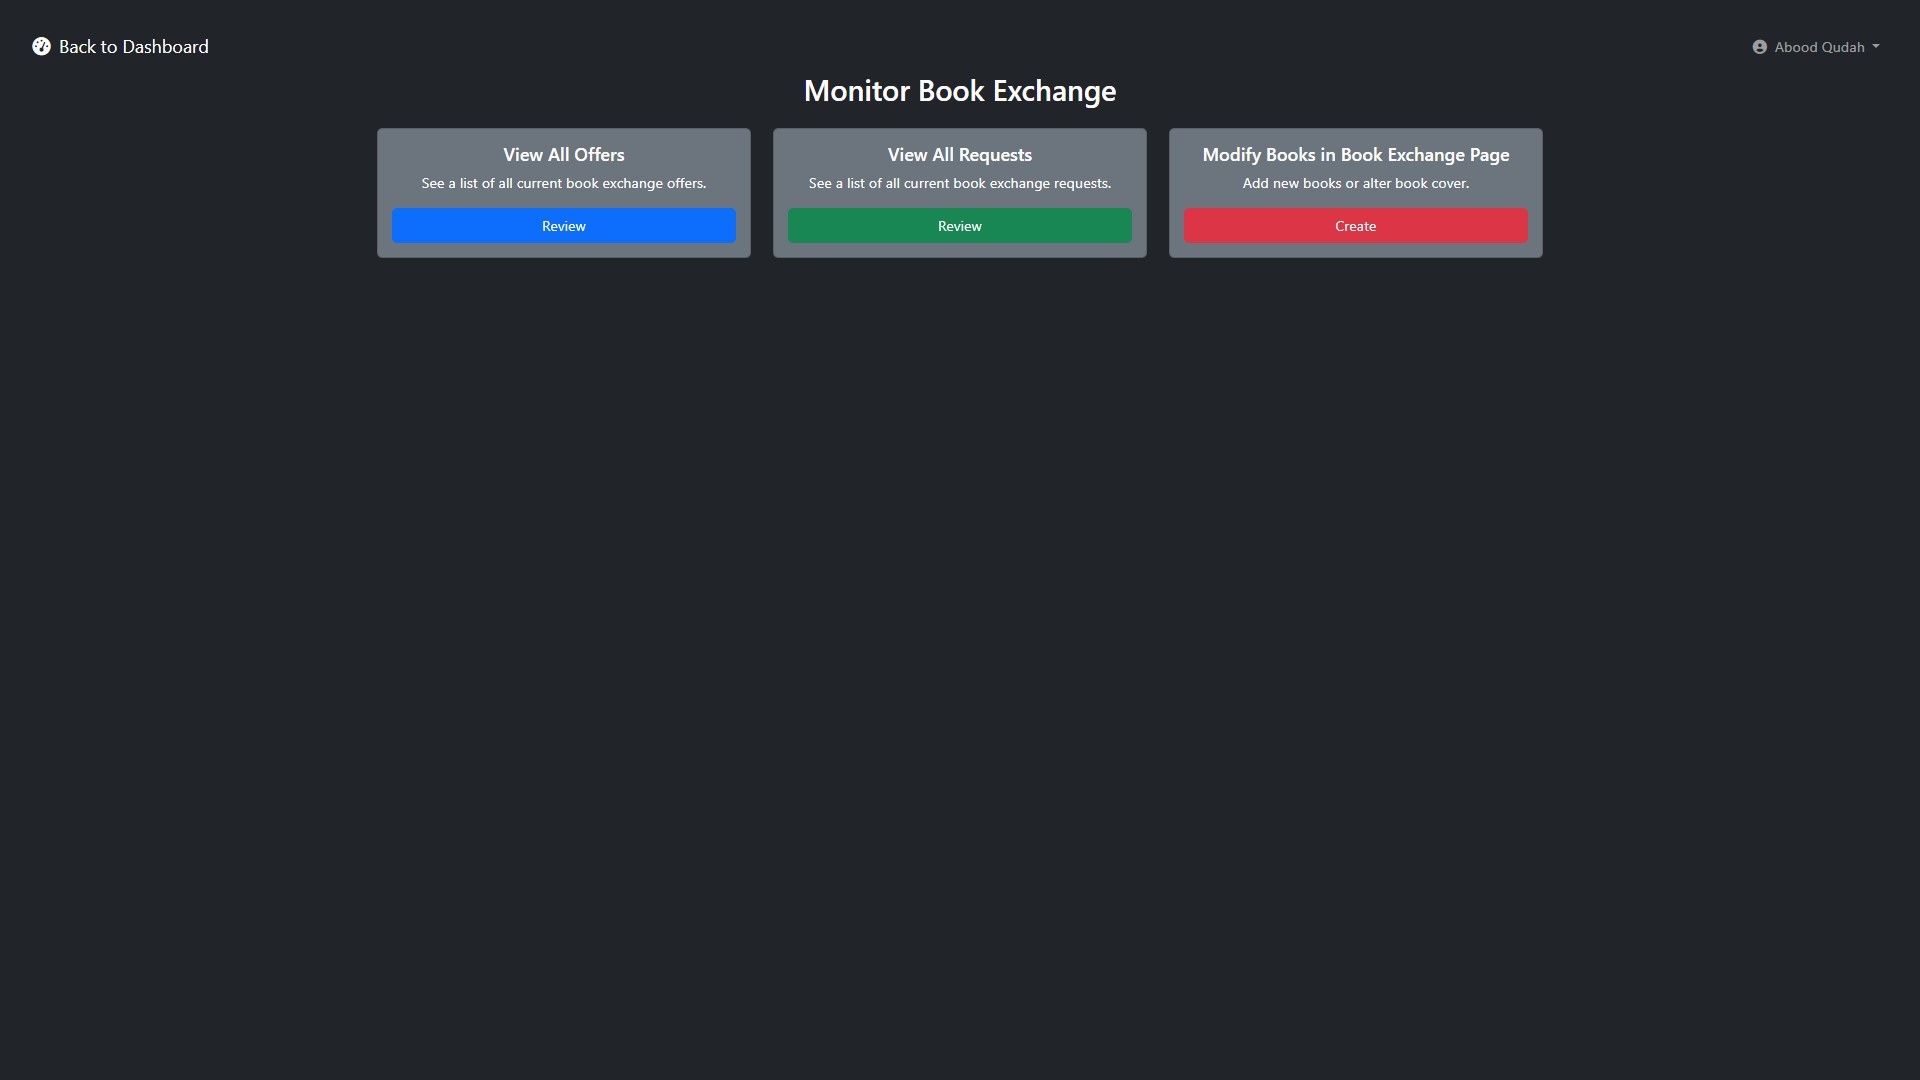 Back to Dashboard
Abood Qudah
Monitor Book Exchange
View All Offers
See a list of all current book exchange offers.
Review
View All Requests
See a list of all current book exchange requests.
Review
Modify Books in Book Exchange Page
Add new books or alter book cover.
Create